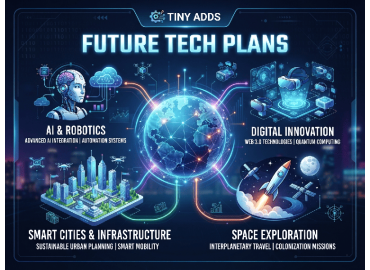 TINY ADDS
FUTURE TECH PLANS
AI & ROBOTICS
ADVANCED AI INTEGRATION | AUTOMATION SYSTEMS
DIGITAL INNOVATION
WEB 3.0 TECHNOLOGIES | QUANTUM COMPUTING
SMART CITIES & INFRASTRUCTURE
SUSTAINABLE URBAN PLANNING | SMART MOBILITY
SPACE EXPLORATION
INTERPLANETARY TRAVEL | COLONIZATION MISSIONS